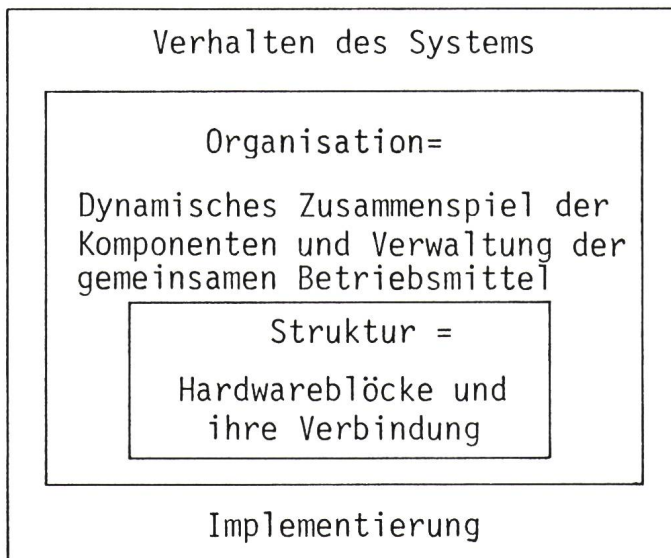 Verhalten des Systems
Organisation=
Dynamisches Zusammenspiel der
Komponenten und Verwaltung der
gemeinsamen Betriebsmittel
Struktur =
Hardwareblöcke und
ihre Verbindung
Implementierung